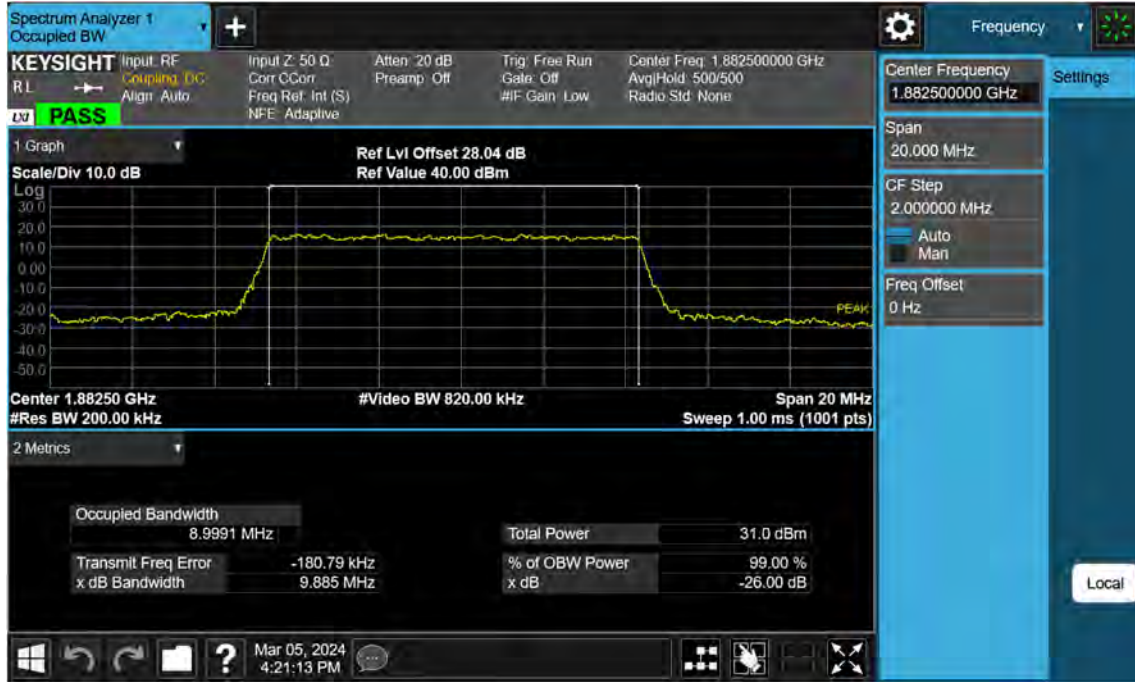 Spectrum Analyzer 1
Occupied BW
+
Frequency
KEYSIGHT
Input: RF
Coupling: DC
Align: Auto
Input Z: 50 Ω
Corr CCorr
Freq Ref: Int (S)
NFE: Adaptive
Atten: 20 dB
Preamp: Off
Trig: Free Run
Gate: Off
#IF Gain: Low
Center Freq: 1.882500000 GHz
Avg|Hold: 500/500
Radio Std: None
R L
LXI PASS
Center Frequency
1.882500000 GHz
Settings
Span
20.000 MHz
CF Step
2.000000 MHz
Auto
Man
Freq Offset
0 Hz
1 Graph
Scale/Div 10.0 dB
Ref Lvl Offset 28.04 dB
Ref Value 40.00 dBm
Log
30.0
20.0
10.0
0.00
-10.0
-20.0
-30.0
-40.0
-50.0
PEAK
Center 1.88250 GHz
#Video BW 820.00 kHz
Span 20 MHz
#Res BW 200.00 kHz
Sweep 1.00 ms (1001 pts)
2 Metrics
Occupied Bandwidth
8.9991 MHz
Total Power 31.0 dBm
Transmit Freq Error -180.79 kHz
% of OBW Power 99.00 %
x dB Bandwidth 9.885 MHz
x dB -26.00 dB
Local
?
Mar 05, 2024
4:21:13 PM